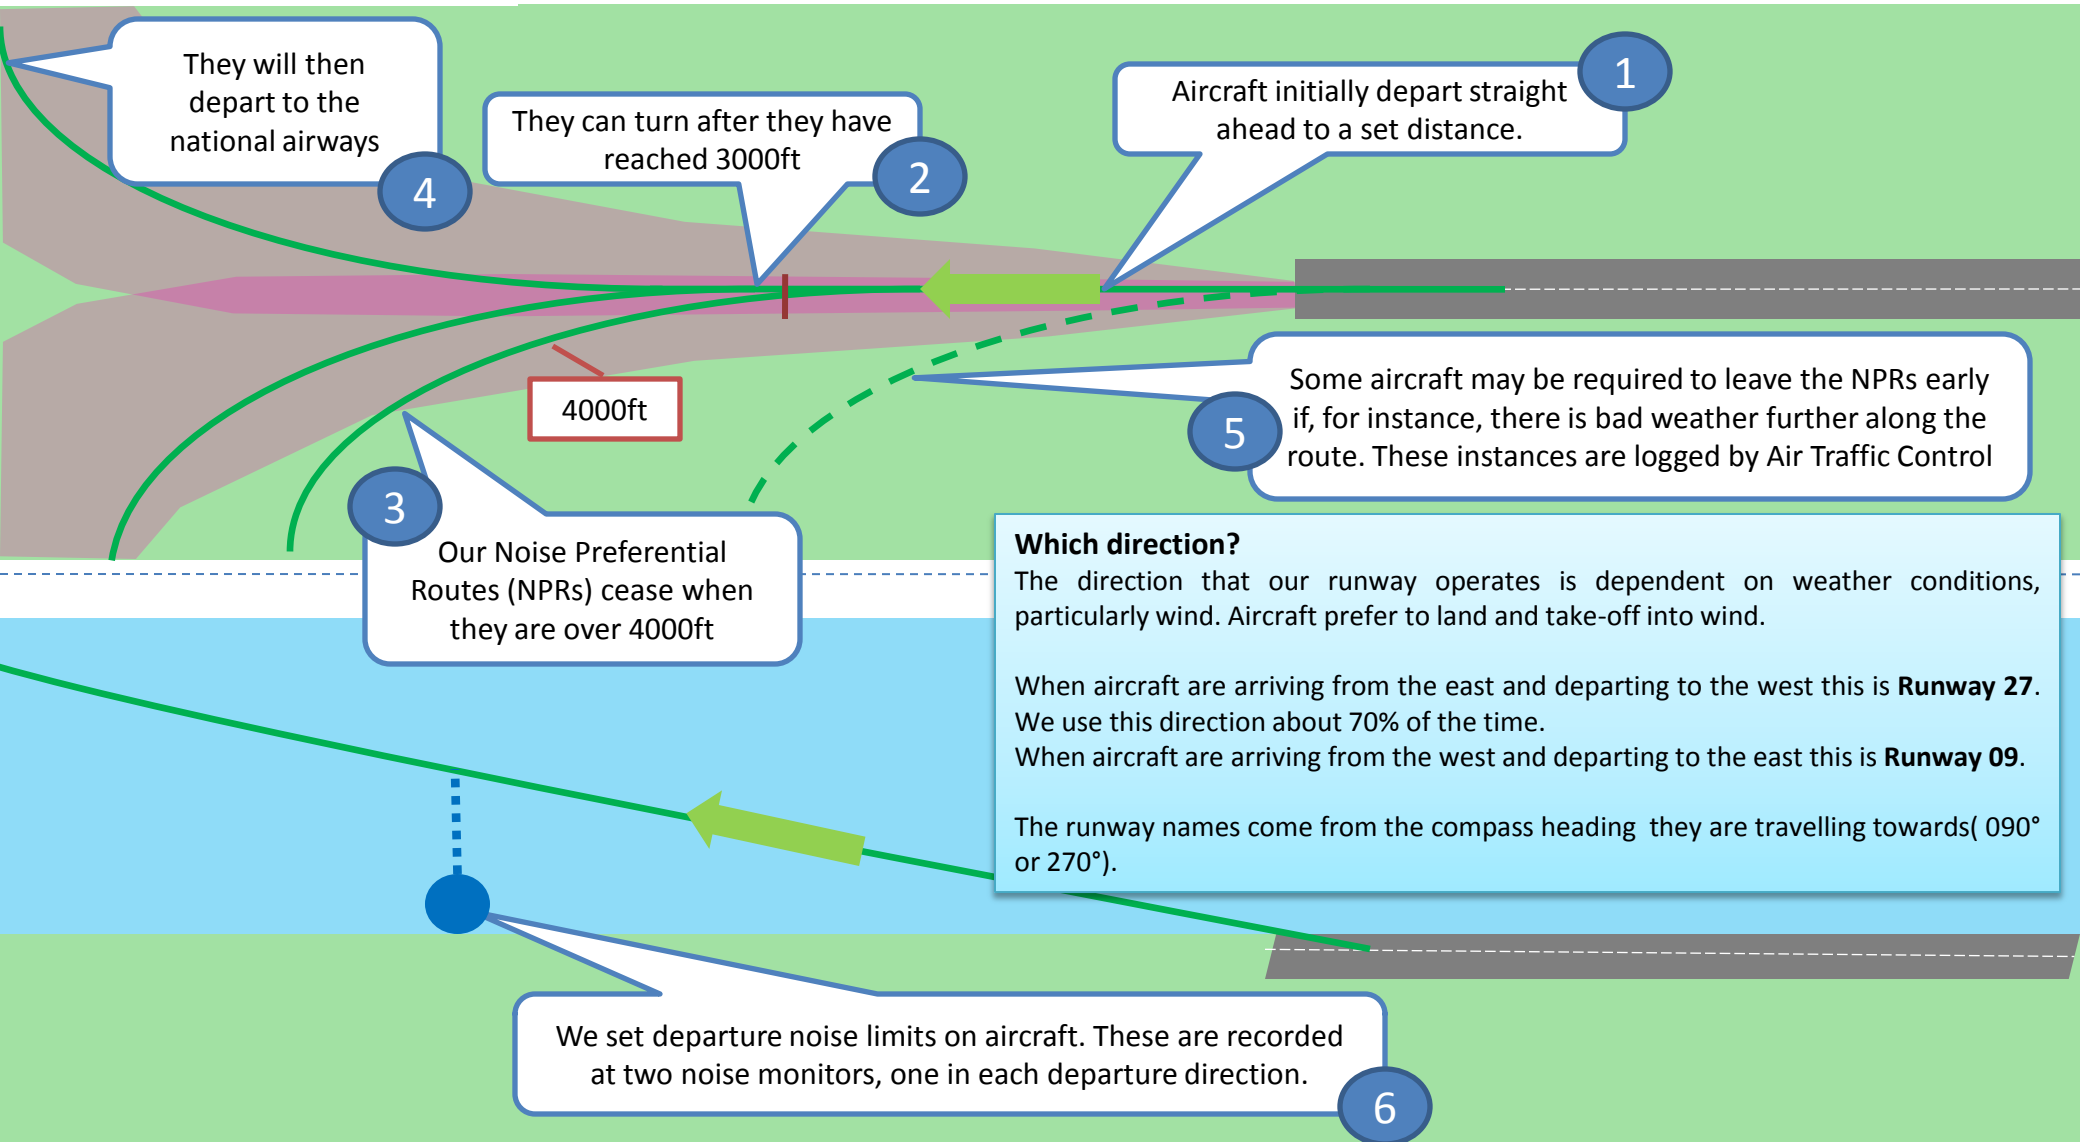 1
Aircraft initially depart straight
ahead to a set distance.
2
They can turn after they have
reached 3000ft
3
Our Noise Preferential
Routes (NPRs) cease when
they are over 4000ft
4000ft
4
They will then
depart to the
national airways
5
Some aircraft may be required to leave the NPRs early
if, for instance, there is bad weather further along the
route. These instances are logged by Air Traffic Control
Which direction?
The direction that our runway operates is dependent on weather conditions,
particularly wind. Aircraft prefer to land and take-off into wind.
When aircraft are arriving from the east and departing to the west this is Runway 27.
We use this direction about 70% of the time.
When aircraft are arriving from the west and departing to the east this is Runway 09.
The runway names come from the compass heading  they are travelling towards( 090°
or 270°).
We set departure noise limits on aircraft. These are recorded
at two noise monitors, one in each departure direction.
6